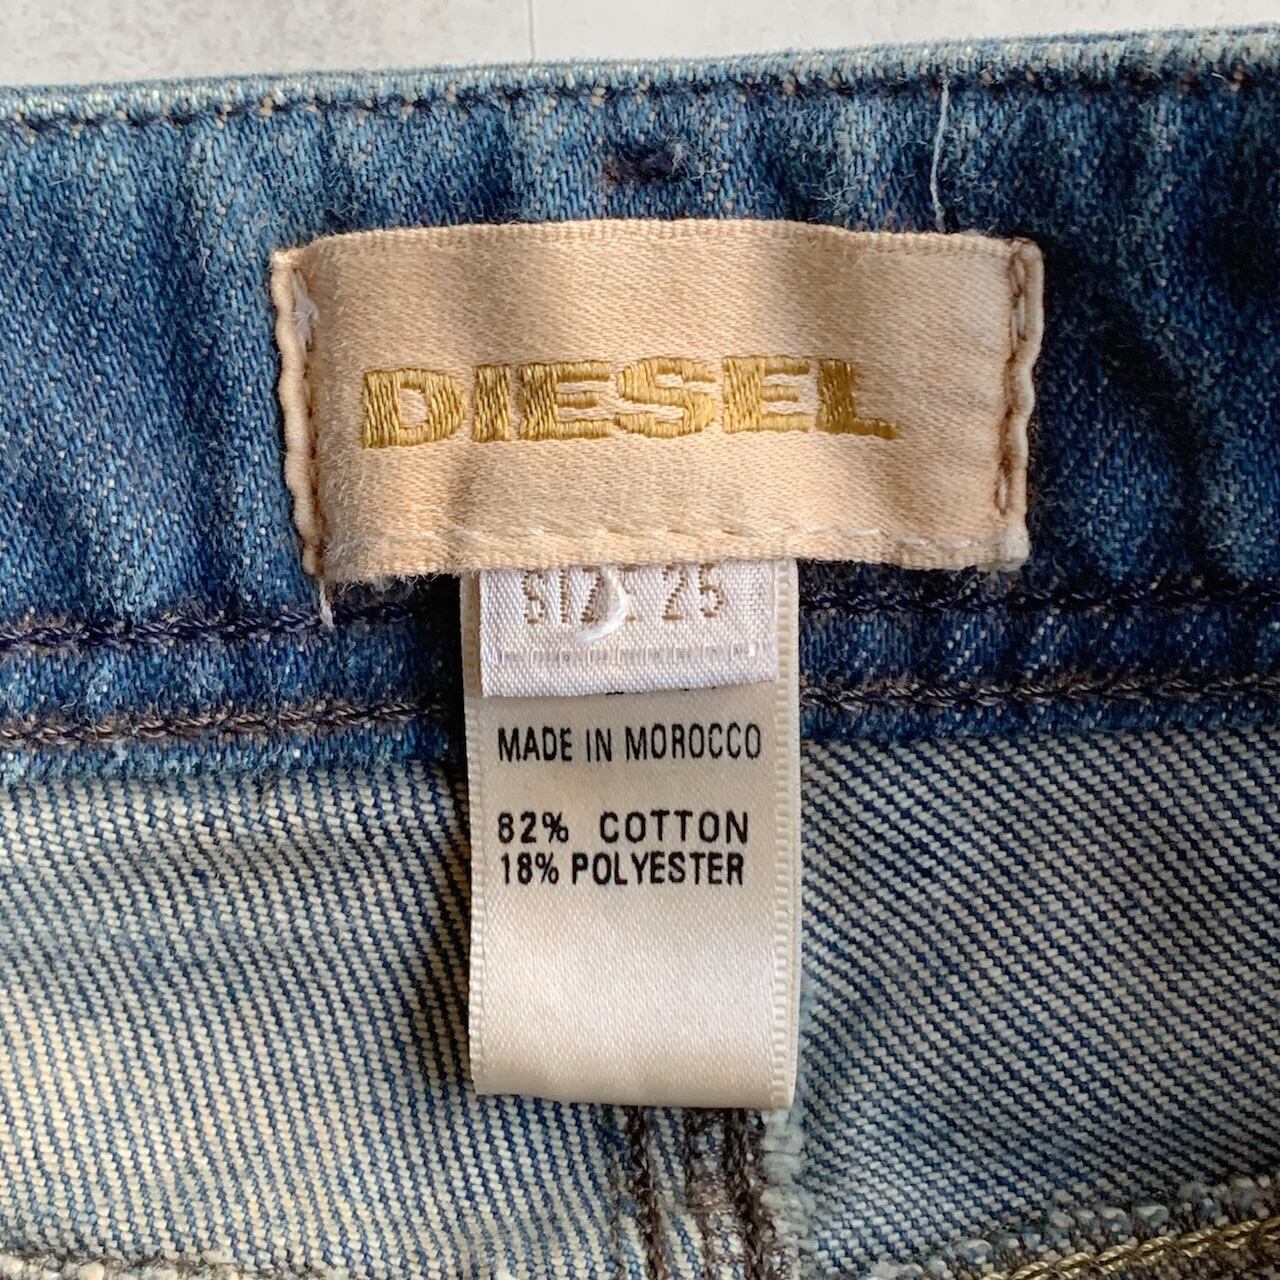 DIESEL
SIZE 25
MADE IN MOROCCO
82% COTTON
18% POLYESTER